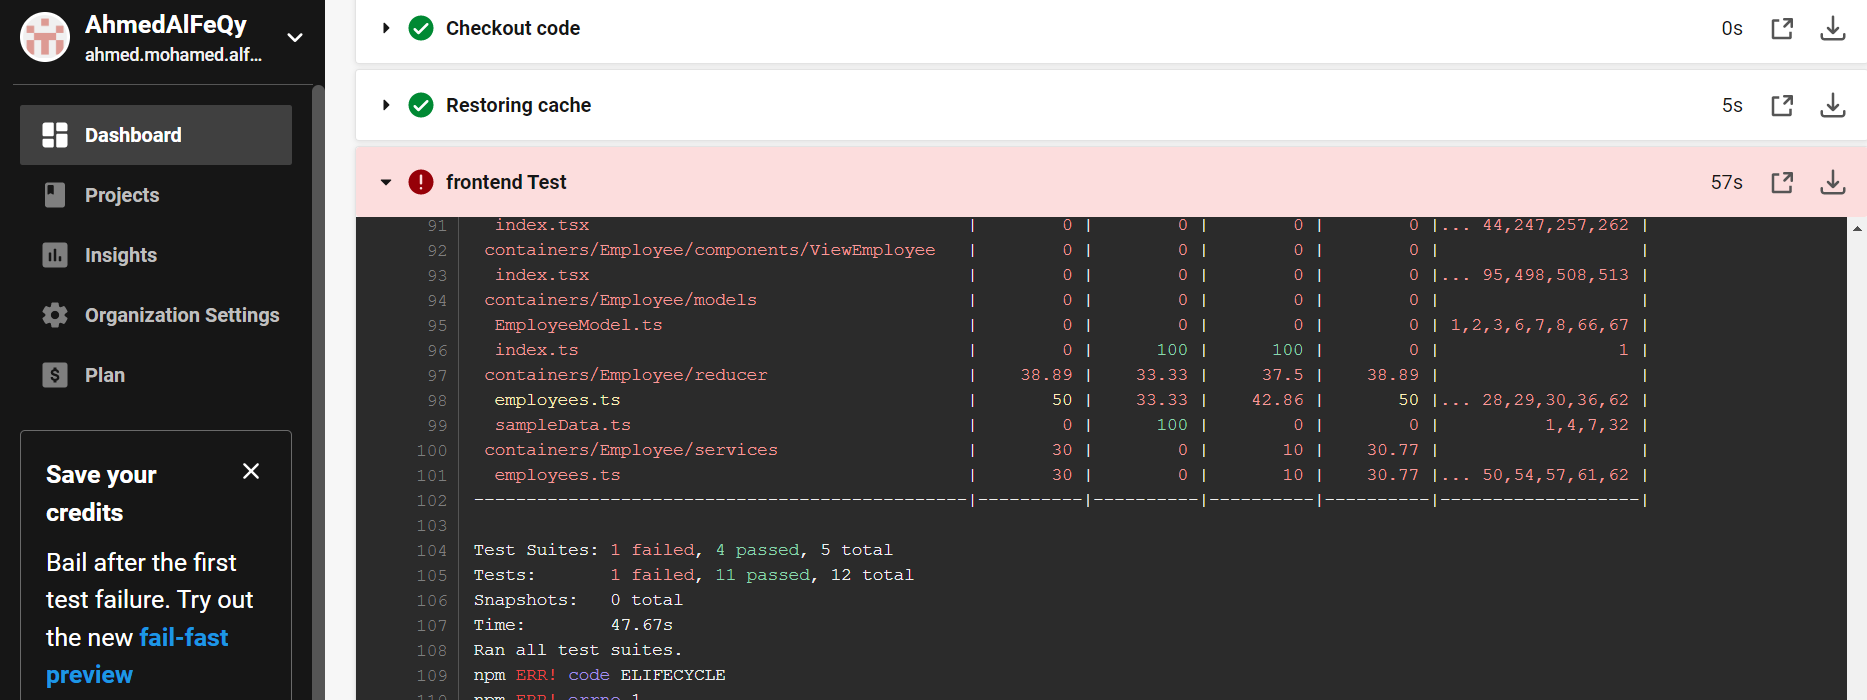 AhmedAlFeQy
ahmed.mohamed.alf...
Dashboard
Projects
Insights
Organization Settings
Plan
Save your
credits
Bail after the first
test failure. Try out
the new fail-fast
preview
Checkout code 0s
Restoring cache 5s
frontend Test 57s
91 index.tsx | 0 | 0 | 0 | 0 |... 44,247,257,262 |
92 containers/Employee/components/ViewEmployee | 0 | 0 | 0 | 0 | |
93 index.tsx | 0 | 0 | 0 | 0 |... 95,498,508,513 |
94 containers/Employee/models | 0 | 0 | 0 | 0 | |
95 EmployeeModel.ts | 0 | 0 | 0 | 0 | 1,2,3,6,7,8,66,67 |
96 index.ts | 0 | 100 | 100 | 0 | 1 |
97 containers/Employee/reducer | 38.89 | 33.33 | 37.5 | 38.89 | |
98 employees.ts | 50 | 33.33 | 42.86 | 50 |... 28,29,30,36,62 |
99 sampleData.ts | 0 | 100 | 0 | 0 | 1,4,7,32 |
100 containers/Employee/services | 30 | 0 | 10 | 30.77 | |
101 employees.ts | 30 | 0 | 10 | 30.77 |... 50,54,57,61,62 |
102 -----------------------------------------------|----------|----------|----------|----------|-------------------|
103
104 Test Suites: 1 failed, 4 passed, 5 total
105 Tests: 1 failed, 11 passed, 12 total
106 Snapshots: 0 total
107 Time: 47.67s
108 Ran all test suites.
109 npm ERR! code ELIFECYCLE
110 npm ERR! errno 1